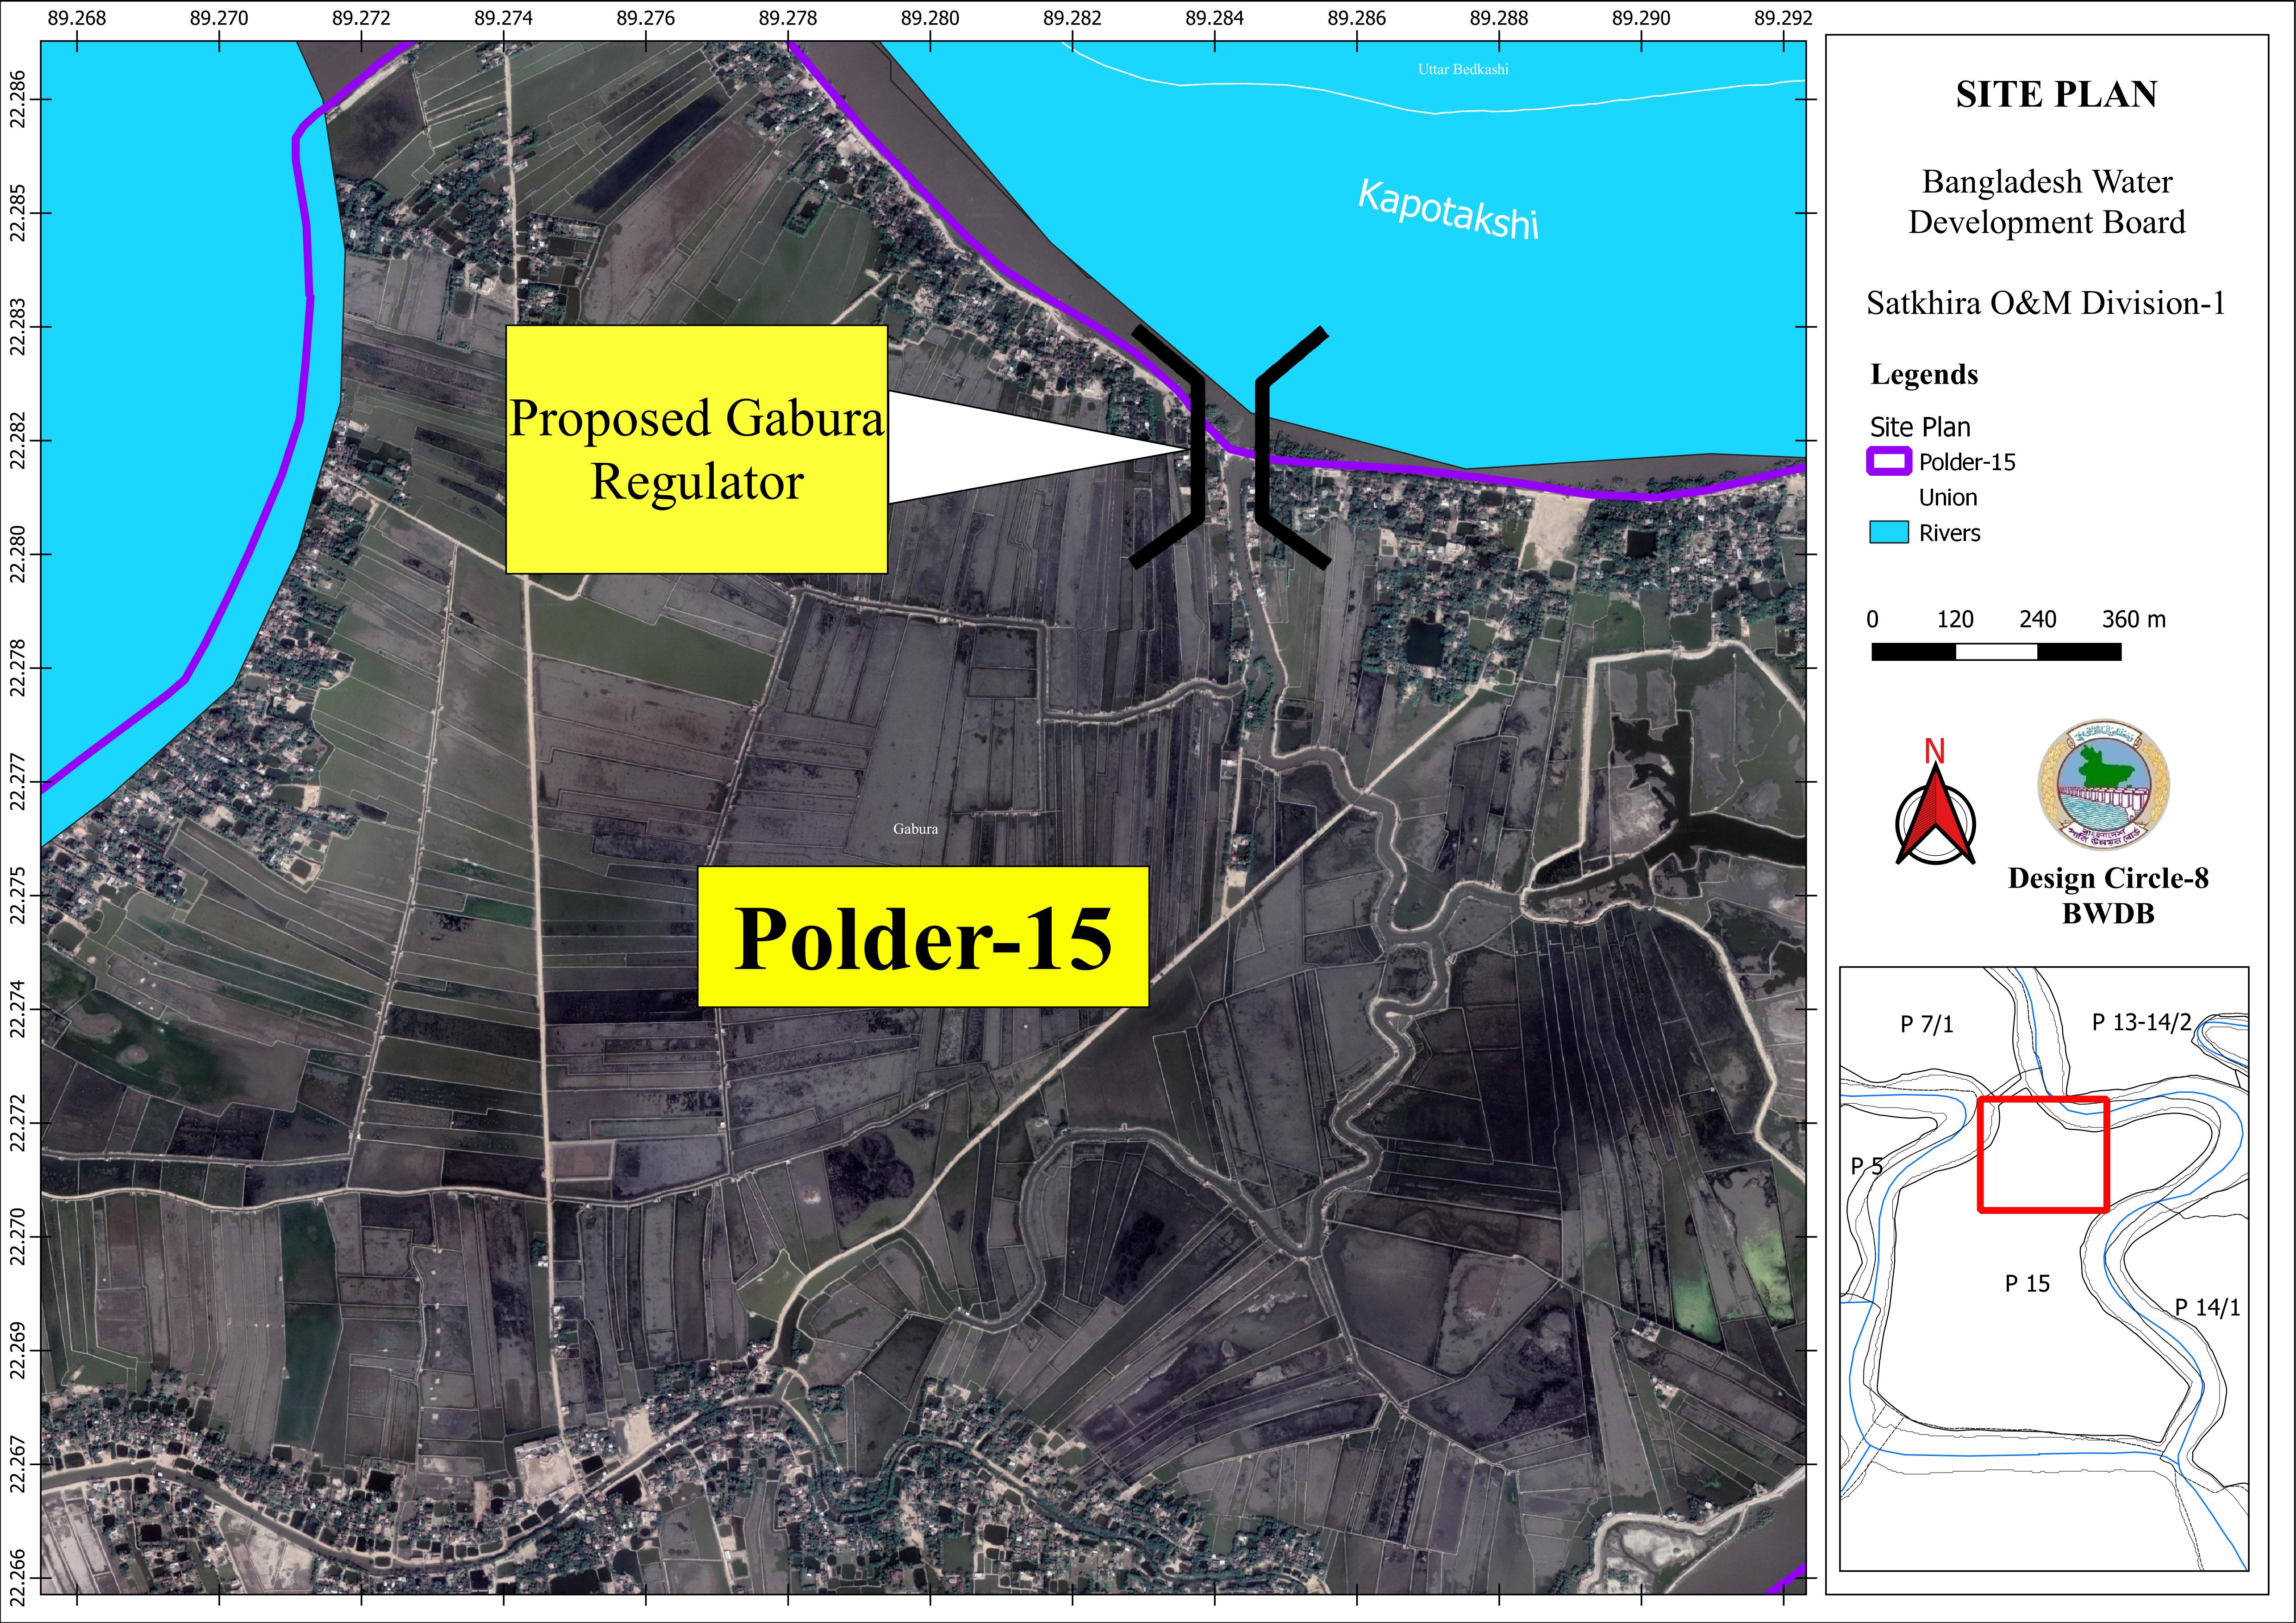 89.268 89.270 89.272 89.274 89.276 89.278 89.280 89.282 89.284 89.286 89.288 89.290 89.292
22.286
22.285
22.283
22.282
22.280
22.278
22.277
22.275
22.274
22.272
22.270
22.269
22.267
22.266
Uttar Bedkashi
Kapotakshi
Proposed Gabura
Regulator
Gabura
Polder-15
SITE PLAN
Bangladesh Water
Development Board
Satkhira O&M Division-1
Legends
Site Plan
Polder-15
Union
Rivers
0 120 240 360 m
N
পানি উন্নয়ন বোর্ড
Design Circle-8
BWDB
P 7/1
P 13-14/2
P 5
P 15
P 14/1